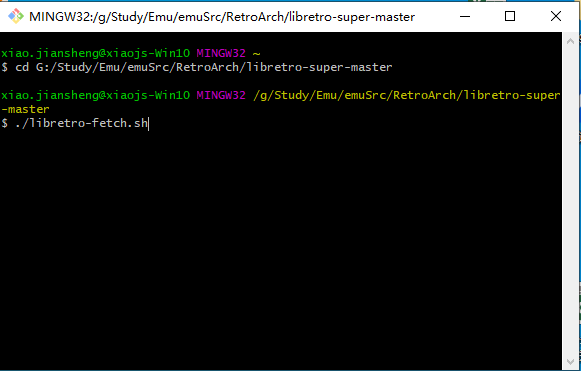 MINGW32:/g/Study/Emu/emuSrc/RetroArch/libretro-super-master
xiao.jiansheng@xiaojs-Win10 MINGW32 ~
$ cd G:/Study/Emu/emuSrc/RetroArch/libretro-super-master
xiao.jiansheng@xiaojs-Win10 MINGW32 /g/Study/Emu/emuSrc/RetroArch/libretro-super
-master
$ ./libretro-fetch.sh